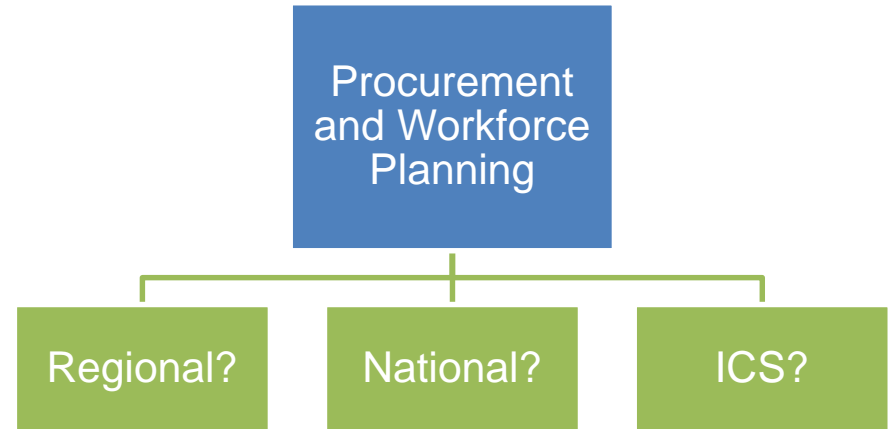 Procurement
and Workforce
Planning
Regional?
National?
ICS?